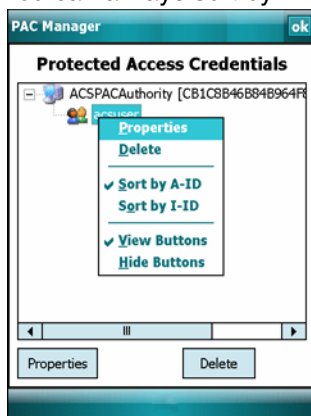 PAC Manager ok
Protected Access Credentials
ACSPACAuthority [CB1C8B46B84B964F8
acsuser
Properties
Delete
Sort by A-ID
Sort by I-ID
View Buttons
Hide Buttons
Properties Delete